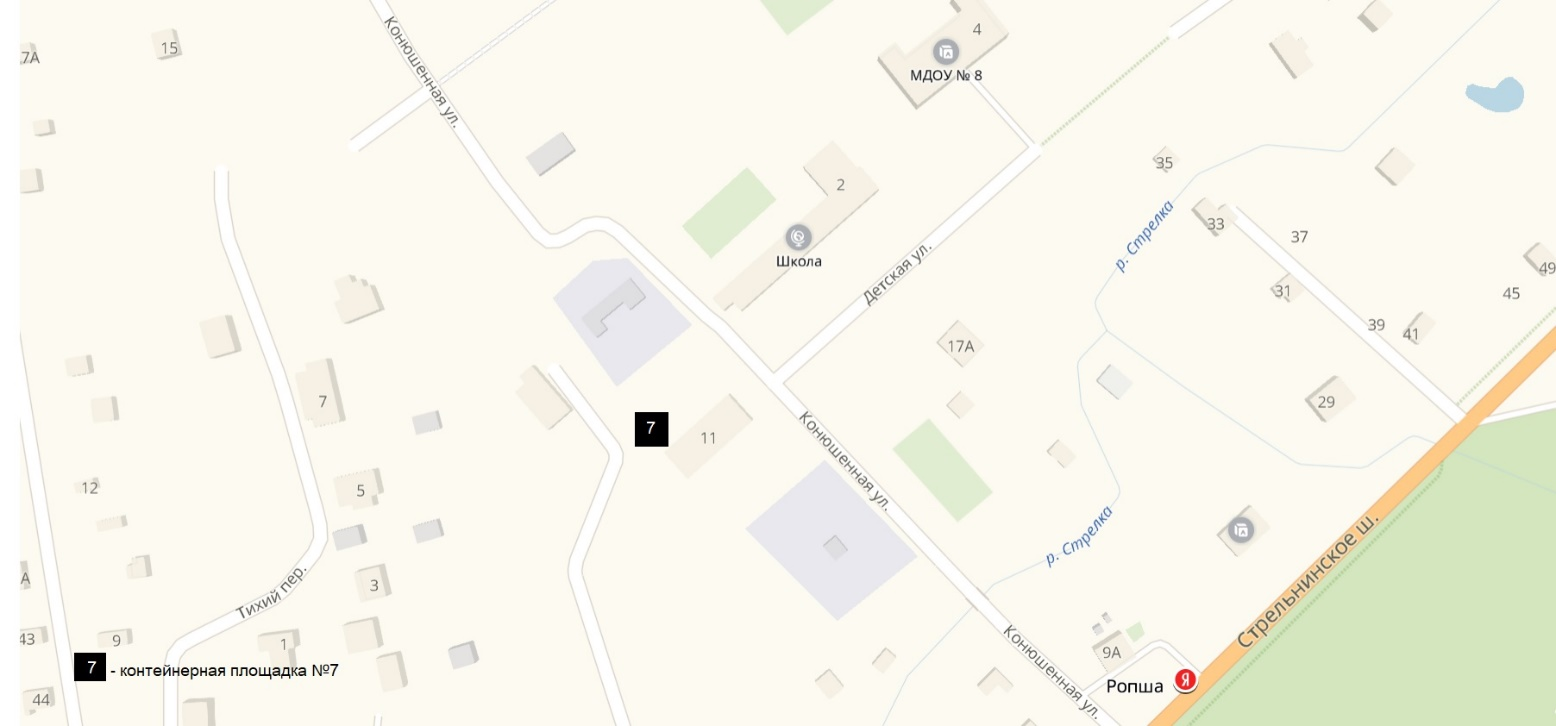 7А
15
Конюшенная ул.
4
МДОУ № 8
2
Школа
Детская ул.
35
р. Стрелка
33
37
31
49
45
39
41
7
17А
29
7
11
Конюшенная ул.
12
5
р. Стрелка
Стрельнинское ш.
А
3
Тихий пер.
43
9
1
Конюшенная ул.
9А
7 - контейнерная площадка №7
Ропша
Я
44